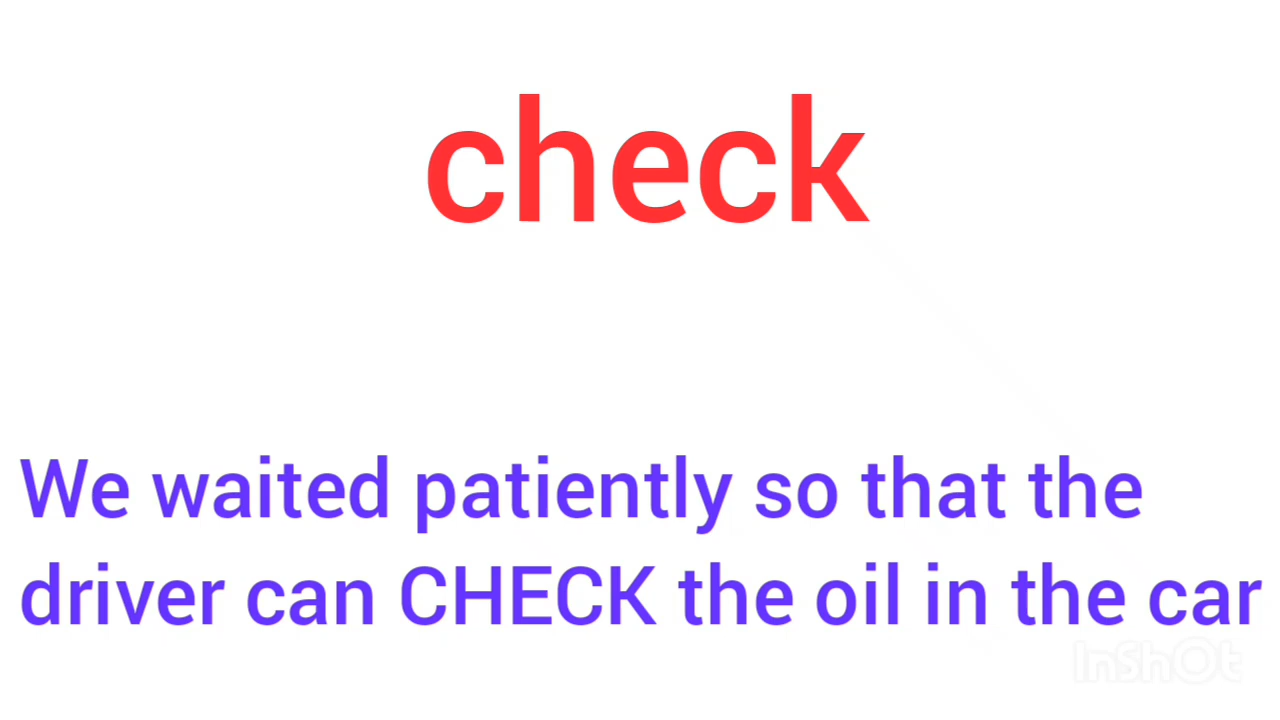 check
We waited patiently so that the
driver can CHECK the oil in the car
InShOt